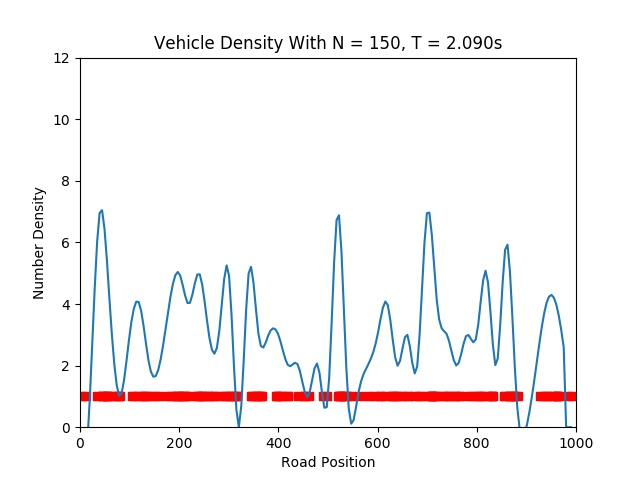 Vehicle Density With N = 150, T = 2.090s
12
10
8
6
4
2
0
Number Density
0 200 400 600 800 1000
Road Position